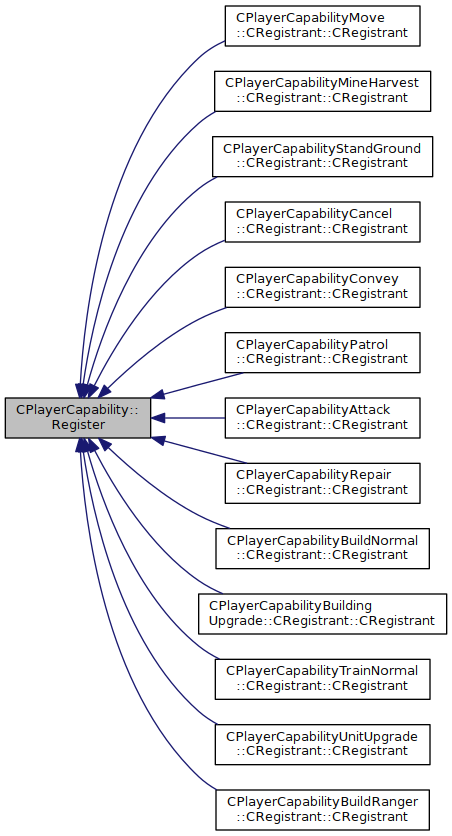 CPlayerCapabilityMove
::CRegistrant::CRegistrant
CPlayerCapabilityMineHarvest
::CRegistrant::CRegistrant
CPlayerCapabilityStandGround
::CRegistrant::CRegistrant
CPlayerCapabilityCancel
::CRegistrant::CRegistrant
CPlayerCapabilityConvey
::CRegistrant::CRegistrant
CPlayerCapabilityPatrol
::CRegistrant::CRegistrant
CPlayerCapability::
Register
CPlayerCapabilityAttack
::CRegistrant::CRegistrant
CPlayerCapabilityRepair
::CRegistrant::CRegistrant
CPlayerCapabilityBuildNormal
::CRegistrant::CRegistrant
CPlayerCapabilityBuilding
Upgrade::CRegistrant::CRegistrant
CPlayerCapabilityTrainNormal
::CRegistrant::CRegistrant
CPlayerCapabilityUnitUpgrade
::CRegistrant::CRegistrant
CPlayerCapabilityBuildRanger
::CRegistrant::CRegistrant